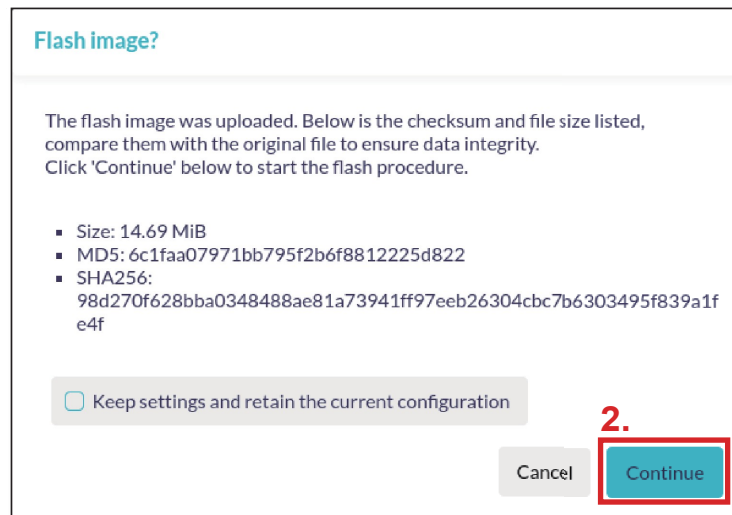 Flash image?
The flash image was uploaded. Below is the checksum and file size listed,
compare them with the original file to ensure data integrity.
Click 'Continue' below to start the flash procedure.
▪ Size: 14.69 MiB
▪ MD5: 6c1faa07971bb795f2b6f8812225d822
▪ SHA256:
98d270f628bba0348488ae81a73941ff97eeb26304cbc7b6303495f839a1f
e4f
Keep settings and retain the current configuration
2.
Cancel
Continue